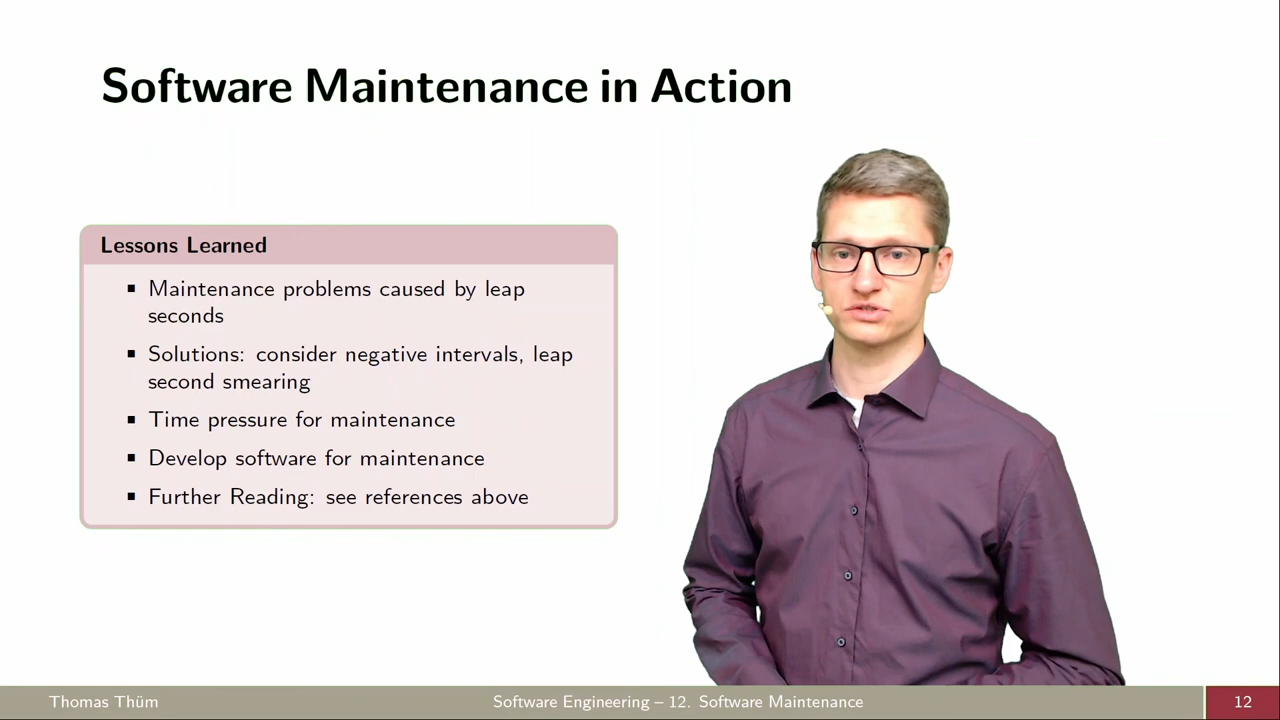 Software Maintenance in Action
Lessons Learned
▪ Maintenance problems caused by leap
seconds
▪ Solutions: consider negative intervals, leap
second smearing
▪ Time pressure for maintenance
▪ Develop software for maintenance
▪ Further Reading: see references above
Thomas Thüm
Software Engineering – 12. Software Maintenance
12